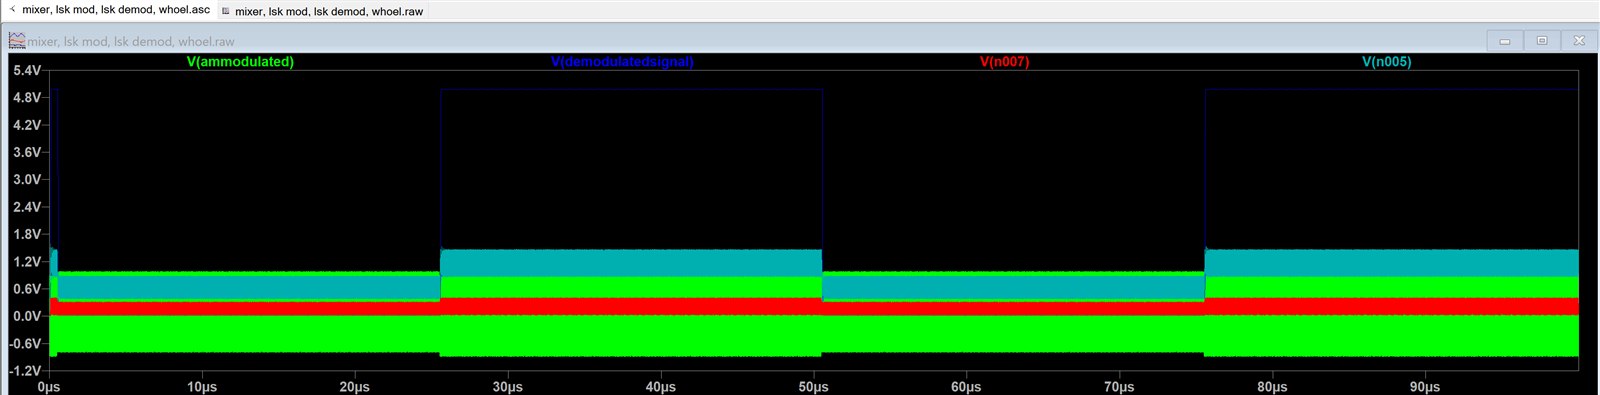 mixer, lsk mod, lsk demod, whoel.asc
mixer, lsk mod, lsk demod, whoel.raw
mixer, lsk mod, lsk demod, whoel.raw
V(ammodulated) V(demodulatedsignal) V(n007) V(n005)
5.4V
4.8V
4.2V
3.6V
3.0V
2.4V
1.8V
1.2V
0.6V
0.0V
-0.6V
-1.2V
0µs 10µs 20µs 30µs 40µs 50µs 60µs 70µs 80µs 90µs